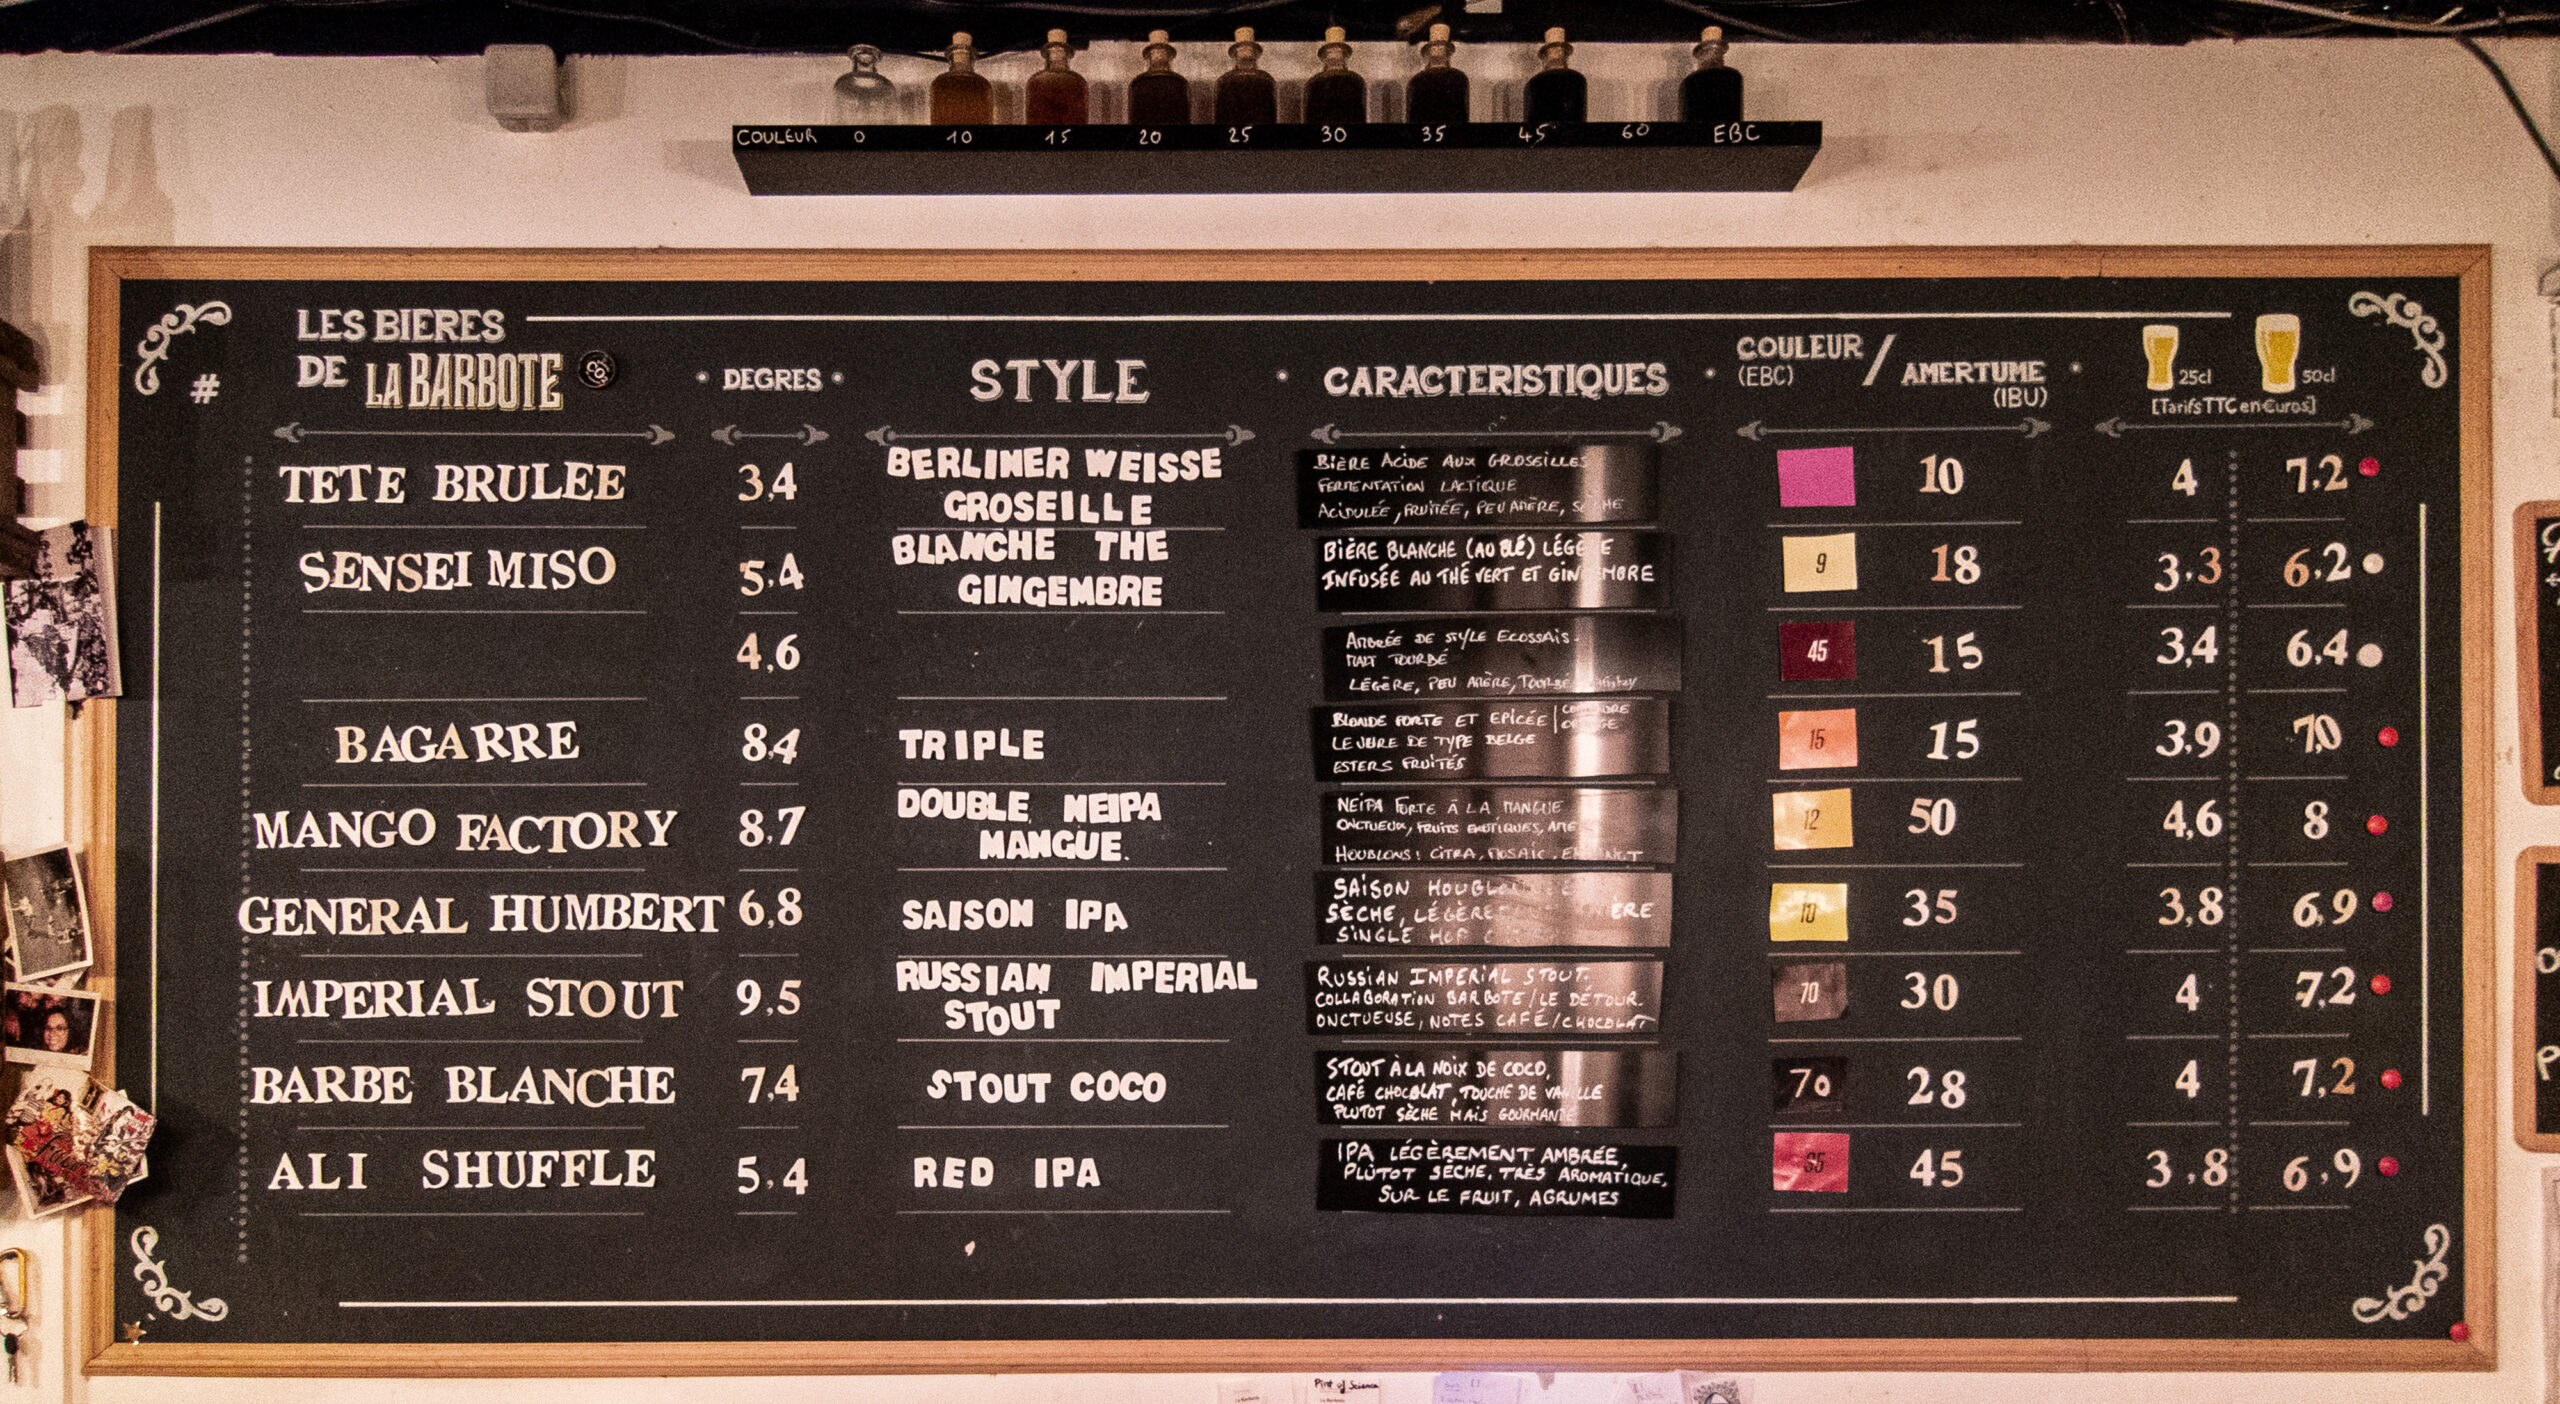 COULEUR 0 10 15 20 25 30 35 45 60 EBC
LES BIERES
DE LA BARBOTE
#
DEGRES
STYLE
CARACTERISTIQUES
COULEUR
(EBC)
/
AMERTUME
(IBU)
25cl 50cl
[Tarifs TTC en €uros]
TETE BRULEE
3,4
BERLINER WEISSE
GROSEILLE
BIÈRE ACIDE AUX GROSEILLES
FERMENTATION LACTIQUE
ACIDULÉE, FRUITÉE, PEU AMÈRE,
10
4
7,2
SENSEI MISO
5,4
BLANCHE THE
GINGEMBRE
BIÈRE BLANCHE (AU BLÉ)
INFUSÉE AU THÉ VERT ET
9
18
3,3
6,2
4,6
AMBRÉE DE STYLE ECOSSAIS.
MALT TOURBÉ
LÉGÈRE, PEU AMÈRE,
45
15
3,4
6,4
BAGARRE
8,4
TRIPLE
BLONDE FORTE ET EPICÉE
LEVURE DE TYPE BELGE
ESTERS FRUITÉS
15
15
3,9
7,0
MANGO FACTORY
8,7
DOUBLE NEIPA
MANGUE.
NEIPA FORTE À LA MANGUE
ONCTUEUX, FRUITS EXOTIQUES,
HOUBLONS: CITRA, MOSAIC.
12
50
4,6
8
GENERAL HUMBERT
6,8
SAISON IPA
SAISON
SÈCHE, LÉGÈRE
SINGLE HOP
10
35
3,8
6,9
IMPERIAL STOUT
9,5
RUSSIAN IMPERIAL
STOUT
RUSSIAN IMPERIAL STOUT.
COLLABORATION BARBOTE/LE DÉTOUR.
ONCTUEUSE, NOTES CAFÉ/CHOCOLAT
70
30
4
7,2
BARBE BLANCHE
7,4
STOUT COCO
STOUT À LA NOIX DE COCO,
CAFÉ CHOCOLAT, TOUCHE DE
PLUTOT SÈCHE MAIS GOURMANDE
70
28
4
7,2
ALI SHUFFLE
5,4
RED IPA
IPA LÉGÈREMENT AMBRÉE,
PLUTOT SÈCHE, TRÈS AROMATIQUE,
SUR LE FRUIT, AGRUMES
45
3,8
6,9
Pint of Science